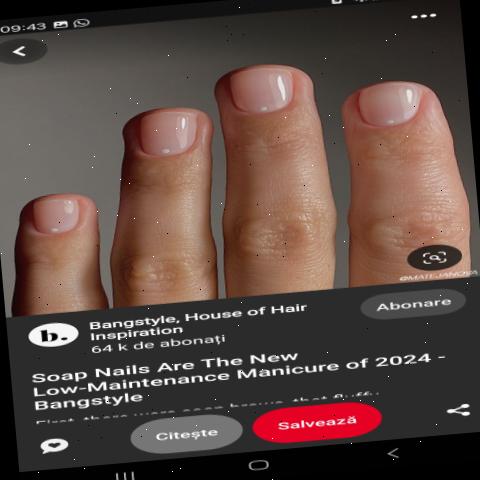 09:43
@MATEJANOVA
b.
Bangstyle, House of Hair
Inspiration
64 k de abonați
Abonare
Soap Nails Are The New
Low-Maintenance Manicure of 2024 -
Bangstyle
First, there were soap brows that fluffy
Citește
Salvează